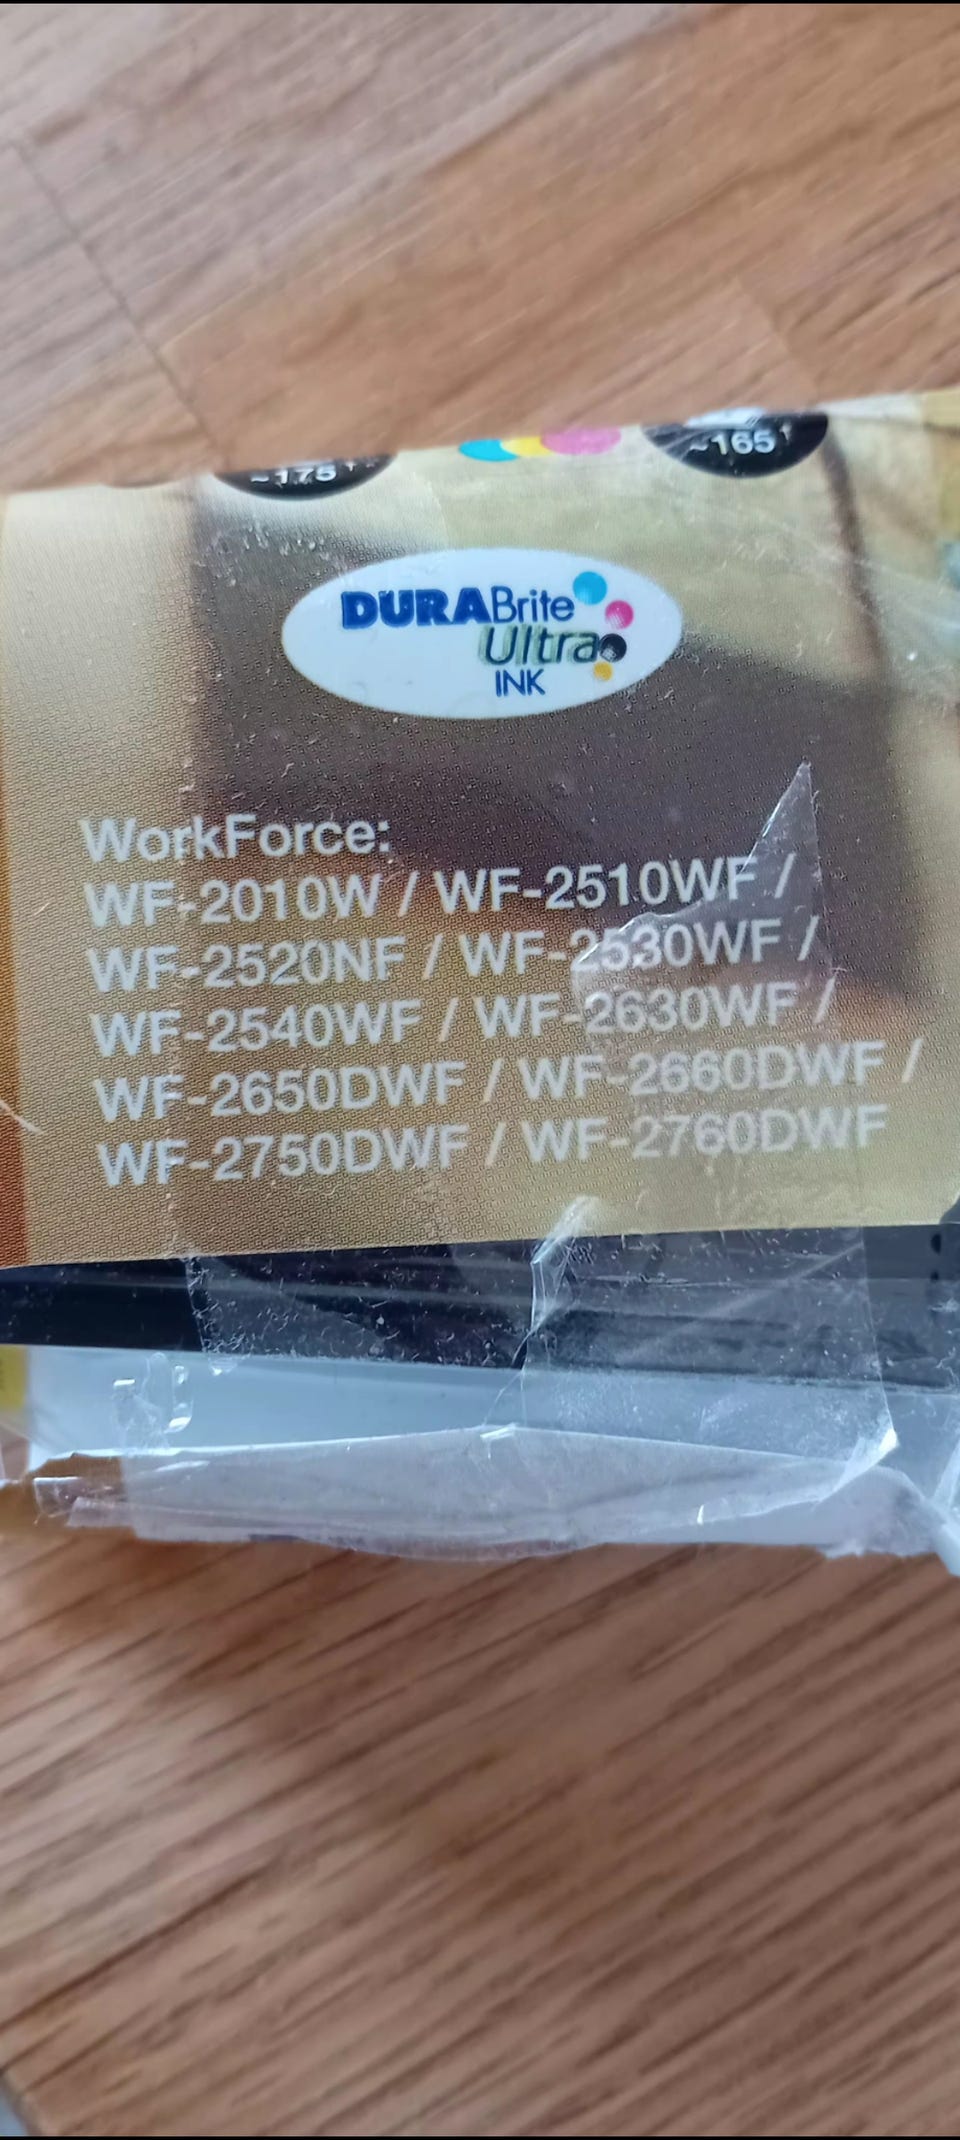 ~175††
~165†
DURABrite
Ultra
INK
WorkForce:
WF-2010W / WF-2510WF /
WF-2520NF / WF-2530WF /
WF-2540WF / WF-2630WF /
WF-2650DWF / WF-2660DWF /
WF-2750DWF / WF-2760DWF